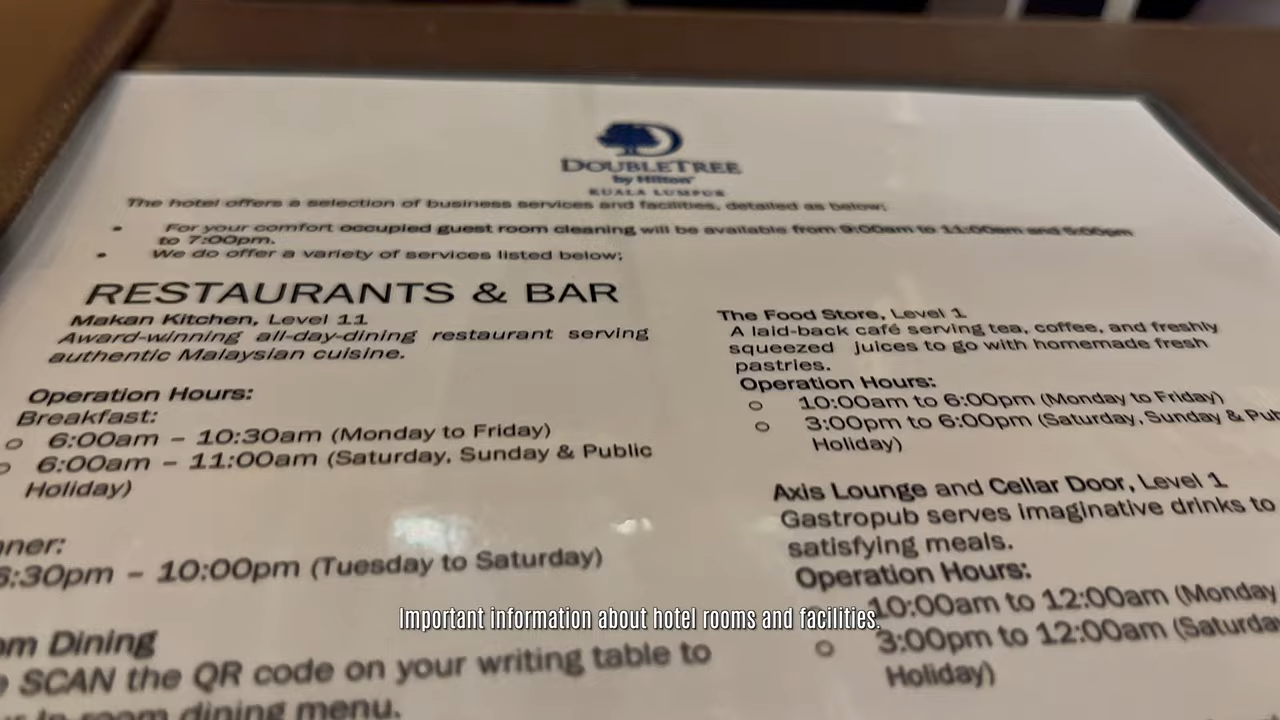 DOUBLETREE
by Hilton
KUALA LUMPUR
The hotel offers a selection of business services and facilities, detailed as below;
• For your comfort occupied guest room cleaning will be available from 9:00am to 11:00am and 5:00pm
to 7:00pm.
• We do offer a variety of services listed below;
RESTAURANTS & BAR
Makan Kitchen, Level 11
Award-winning all-day-dining restaurant serving
authentic Malaysian cuisine.
Operation Hours:
Breakfast:
6:00am – 10:30am (Monday to Friday)
6:00am – 11:00am (Saturday, Sunday & Public
Holiday)
nner:
6:30pm – 10:00pm (Tuesday to Saturday)
om Dining
SCAN the QR code on your writing table to
In-room dining menu.
The Food Store, Level 1
A laid-back café serving tea, coffee, and freshly
squeezed juices to go with homemade fresh
pastries.
Operation Hours:
10:00am to 6:00pm (Monday to Friday)
3:00pm to 6:00pm (Saturday, Sunday & Pub
Holiday)
Axis Lounge and Cellar Door, Level 1
Gastropub serves imaginative drinks to
satisfying meals.
Operation Hours:
10:00am to 12:00am (Monday
3:00pm to 12:00am (Saturda
Holiday)
Important information about hotel rooms and facilities.